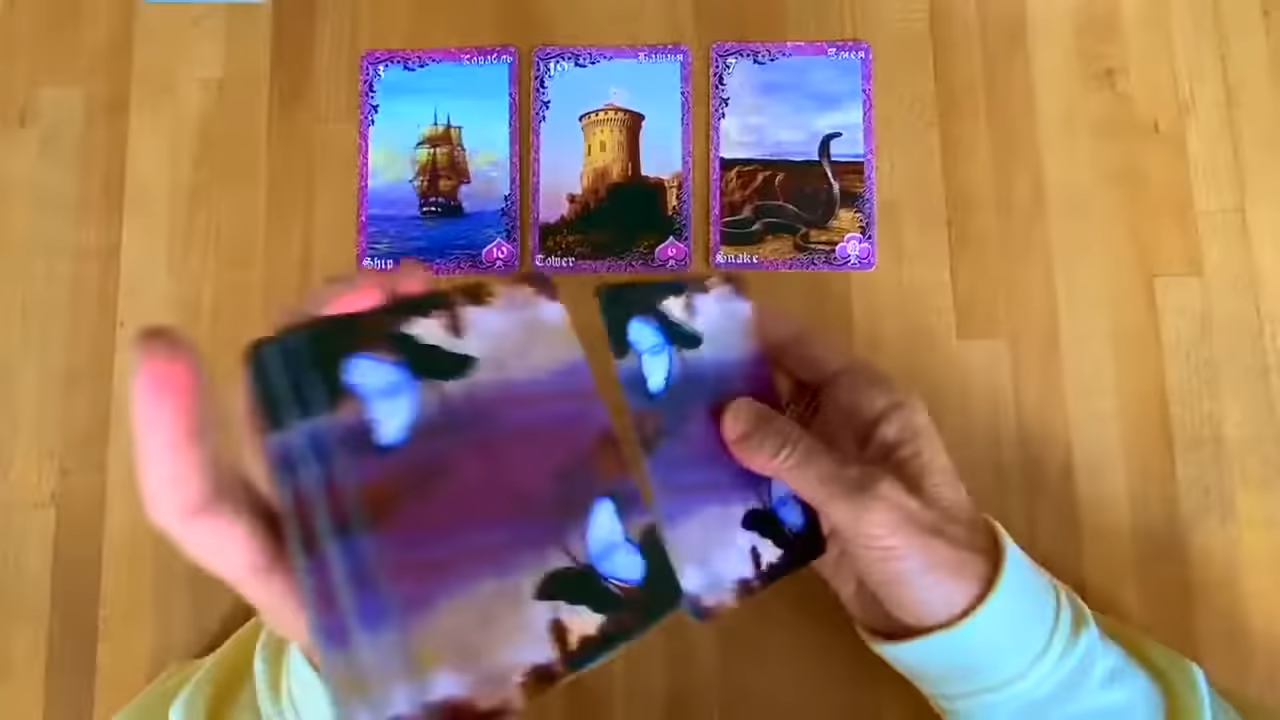 3 Корабль
Ship 10
19 Башня
Tower 6
7 Змея
Snake